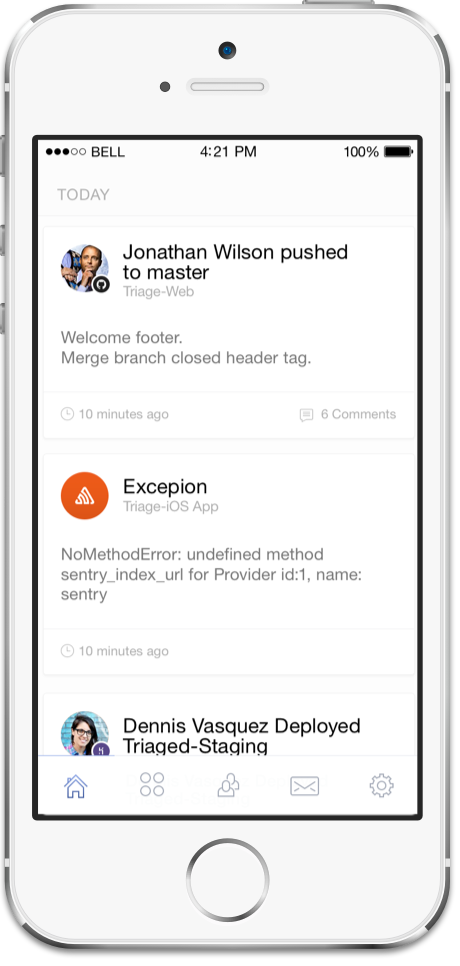 BELL 4:21 PM 100%
TODAY
Jonathan Wilson pushed
to master
Triage-Web
Welcome footer.
Merge branch closed header tag.
10 minutes ago 6 Comments
Excepion
Triage-iOS App
NoMethodError: undefined method
sentry_index_url for Provider id:1, name:
sentry
10 minutes ago
Dennis Vasquez Deployed
Triaged-Staging